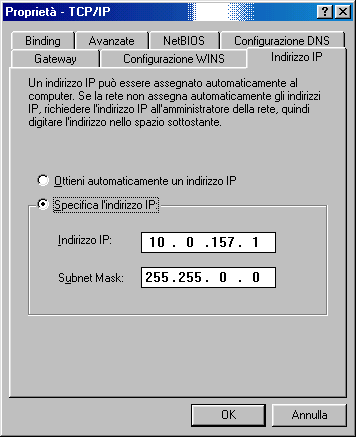 Proprietà - TCP/IP
Binding Avanzate NetBIOS Configurazione DNS
Gateway Configurazione WINS Indirizzo IP
Un indirizzo IP può essere assegnato automaticamente al
computer. Se la rete non assegna automaticamente gli indirizzi
IP, richiedere l'indirizzo IP all'amministratore della rete, quindi
digitare l'indirizzo nello spazio sottostante.
Ottieni automaticamente un indirizzo IP
Specifica l'indirizzo IP:
Indirizzo IP: 10 . 0 .157. 1
Subnet Mask: 255.255. 0 . 0
OK Annulla